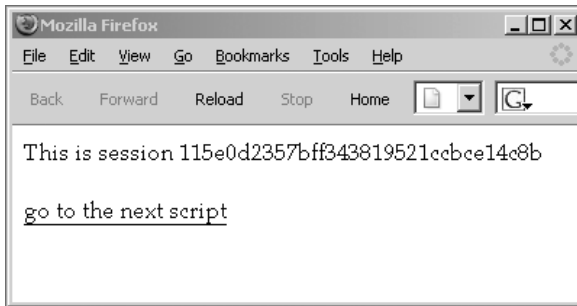 Mozilla Firefox
File Edit View Go Bookmarks Tools Help
Back Forward Reload Stop Home G
This is session 115e0d2357bff343819521ccbce14c8b
go to the next script